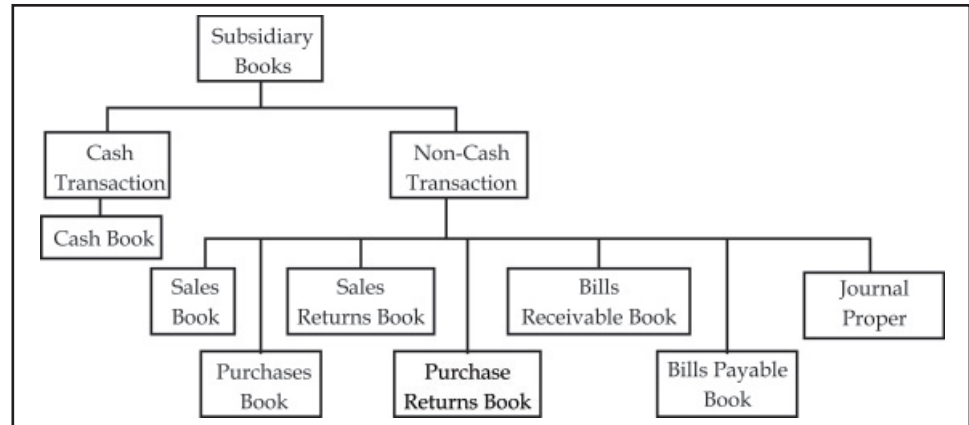 Subsidiary
Books
Cash
Transaction
Non-Cash
Transaction
Cash Book
Sales
Book
Sales
Returns Book
Bills
Receivable Book
Journal
Proper
Purchases
Book
Purchase
Returns Book
Bills Payable
Book